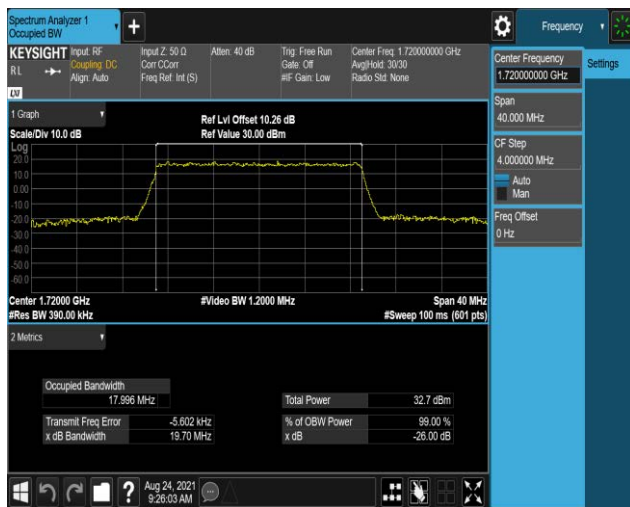 Spectrum Analyzer 1
Occupied BW
Frequency
KEYSIGHT
Input: RF
Input Z: 50 Ω
Atten: 40 dB
Trig: Free Run
Center Freq: 1.720000000 GHz
RL
Coupling: DC
Corr CCorr
Gate: Off
Avg|Hold: 30/30
Align: Auto
Freq Ref: Int (S)
#IF Gain: Low
Radio Std: None
LXI
Center Frequency
1.720000000 GHz
Settings
Span
40.000 MHz
CF Step
4.000000 MHz
Auto
Man
Freq Offset
0 Hz
1 Graph
Ref Lvl Offset 10.26 dB
Scale/Div 10.0 dB
Ref Value 30.00 dBm
Log
20.0
10.0
0.00
-10.0
-20.0
-30.0
-40.0
-50.0
-60.0
Center 1.72000 GHz
#Video BW 1.2000 MHz
Span 40 MHz
#Res BW 390.00 kHz
#Sweep 100 ms (601 pts)
2 Metrics
Occupied Bandwidth
17.996 MHz
Total Power
32.7 dBm
Transmit Freq Error
-5.602 kHz
% of OBW Power
99.00 %
x dB Bandwidth
19.70 MHz
x dB
-26.00 dB
?
Aug 24, 2021
9:26:03 AM